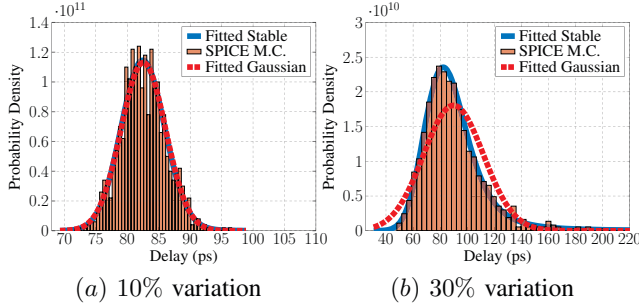 ·10^11
1.4
1.2
1
0.8
0.6
0.4
0.2
0
Probability Density
Fitted Stable
SPICE M.C.
Fitted Gaussian
70 75 80 85 90 95 100 105 110
Delay (ps)
(a) 10% variation
·10^10
3
2.5
2
1.5
1
0.5
0
Probability Density
Fitted Stable
SPICE M.C.
Fitted Gaussian
40 60 80 100 120 140 160 180 200 220
Delay (ps)
(b) 30% variation